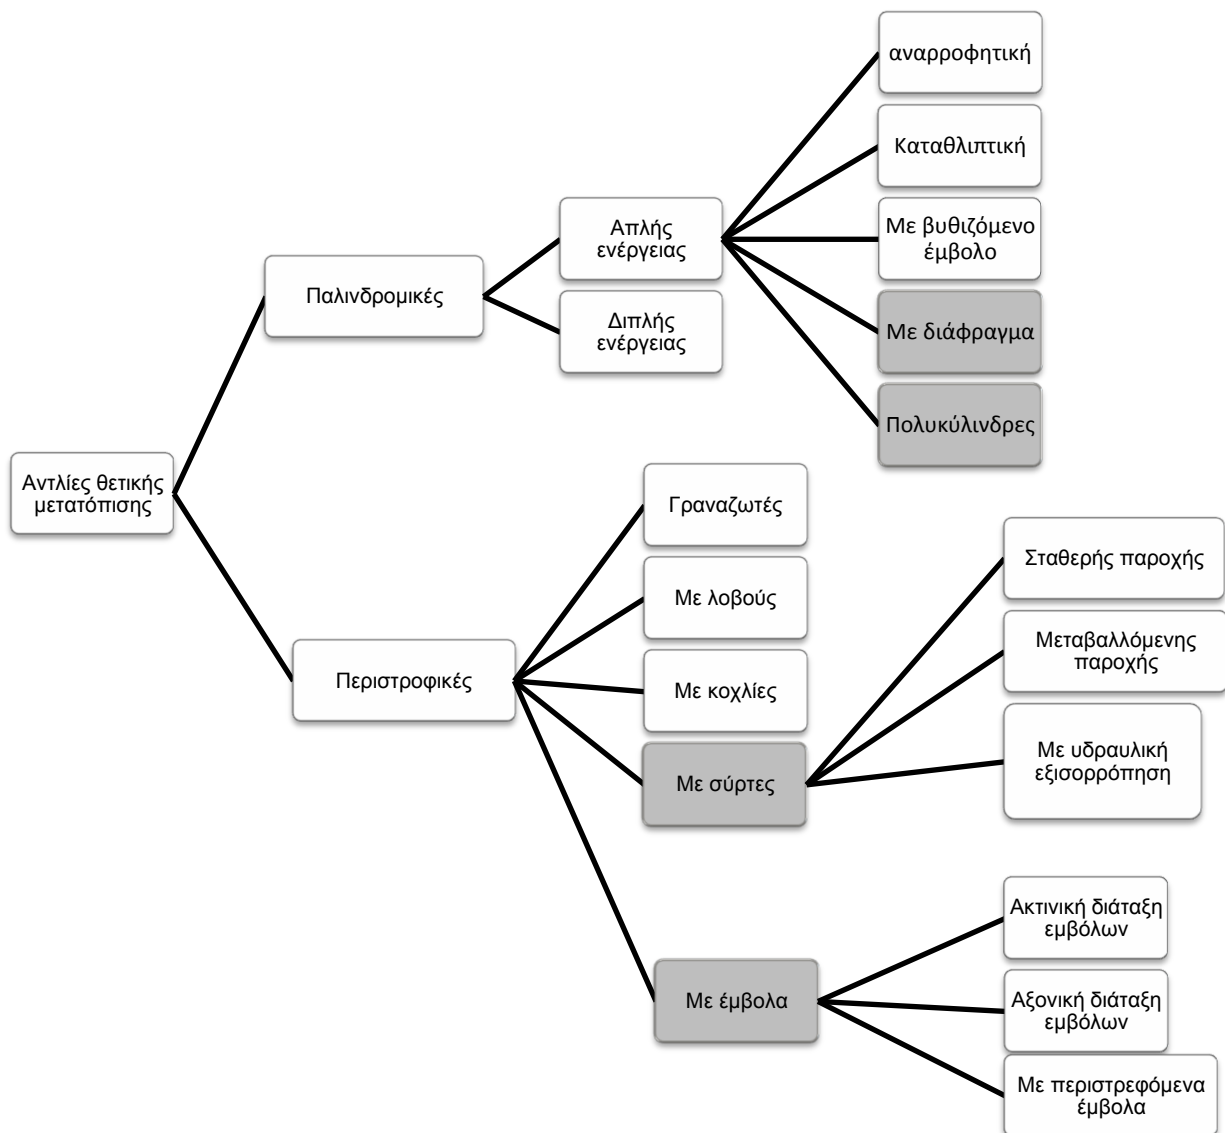 αναρροφητική
Καταθλιπτική
Απλής
ενέργειας
Με βυθιζόμενο
έμβολο
Παλινδρομικές
Διπλής
ενέργειας
Με διάφραγμα
Πολυκύλινδρες
Αντλίες θετικής
μετατόπισης
Γραναζωτές
Σταθερής παροχής
Με λοβούς
Μεταβαλλόμενης
παροχής
Περιστροφικές
Με κοχλίες
Με σύρτες
Με υδραυλική
εξισορρόπηση
Ακτινική διάταξη
εμβόλων
Με έμβολα
Αξονική διάταξη
εμβόλων
Με περιστρεφόμενα
έμβολα